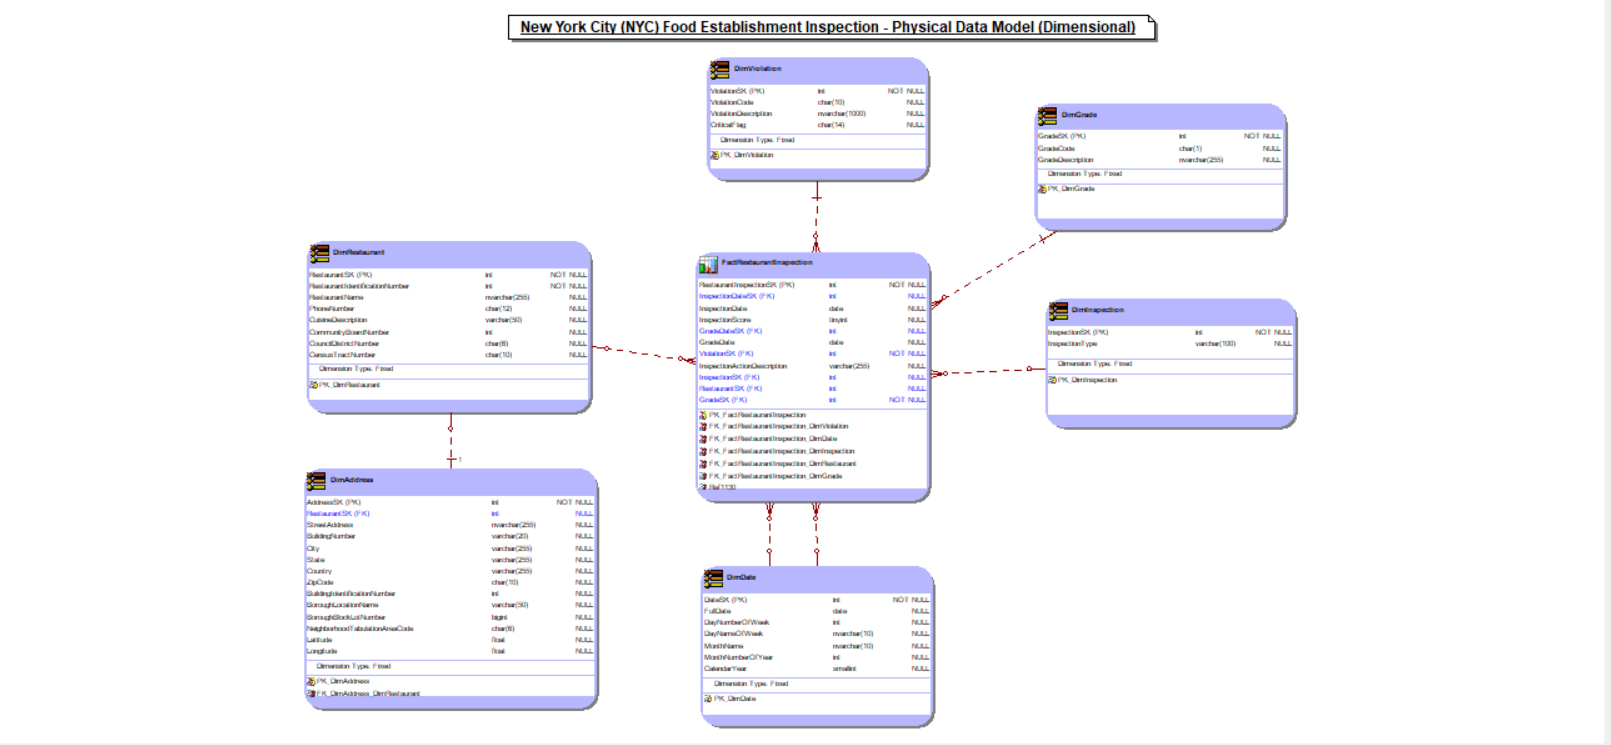 New York City (NYC) Food Establishment Inspection - Physical Data Model (Dimensional)
DimViolation
ViolationSK (PK) int NOT NULL
ViolationCode char(10) NULL
ViolationDescription nvarchar(1000) NULL
CriticalFlag char(14) NULL
Dimension Type: Fixed
PK_DimViolation
DimGrade
GradeSK (PK) int NOT NULL
GradeCode char(1) NULL
GradeDescription nvarchar(255) NULL
Dimension Type: Fixed
PK_DimGrade
DimRestaurant
RestaurantSK (PK) int NOT NULL
RestaurantIdentificationNumber int NOT NULL
RestaurantName nvarchar(255) NULL
PhoneNumber char(12) NULL
CuisineDescription varchar(50) NULL
CommunityBoardNumber int NULL
CouncilDistrictNumber char(6) NULL
CensusTractNumber char(10) NULL
Dimension Type: Fixed
PK_DimRestaurant
FactRestaurantInspection
RestaurantInspectionSK (PK) int NOT NULL
InspectionDateSK (FK) int NULL
InspectionDate date NULL
InspectionScore tinyint NULL
GradeDateSK (FK) int NULL
GradeDate date NULL
ViolationSK (FK) int NOT NULL
InspectionActionDescription varchar(255) NULL
InspectionSK (FK) int NULL
RestaurantSK (FK) int NULL
GradeSK (FK) int NOT NULL
PK_FactRestaurantInspection
FK_FactRestaurantInspection_DimViolation
FK_FactRestaurantInspection_DimDate
FK_FactRestaurantInspection_DimInspection
FK_FactRestaurantInspection_DimRestaurant
FK_FactRestaurantInspection_DimGrade
Ref1130
DimInspection
InspectionSK (PK) int NOT NULL
InspectionType varchar(100) NULL
Dimension Type: Fixed
PK_DimInspection
DimAddress
AddressSK (PK) int NOT NULL
RestaurantSK (FK) int NULL
StreetAddress nvarchar(255) NULL
BuildingNumber varchar(20) NULL
City varchar(255) NULL
State varchar(255) NULL
Country varchar(255) NULL
ZipCode char(10) NULL
BuildingIdentificationNumber int NULL
BoroughLocationName varchar(50) NULL
BoroughBlockLotNumber bigint NULL
NeighborhoodTabulationAreaCode char(6) NULL
Latitude float NULL
Longitude float NULL
Dimension Type: Fixed
PK_DimAddress
FK_DimAddress_DimRestaurant
DimDate
DateSK (PK) int NOT NULL
FullDate date NULL
DayNumberOfWeek int NULL
DayNameOfWeek nvarchar(10) NULL
MonthName nvarchar(10) NULL
MonthNumberOfYear int NULL
CalendarYear smallint NULL
Dimension Type: Fixed
PK_DimDate